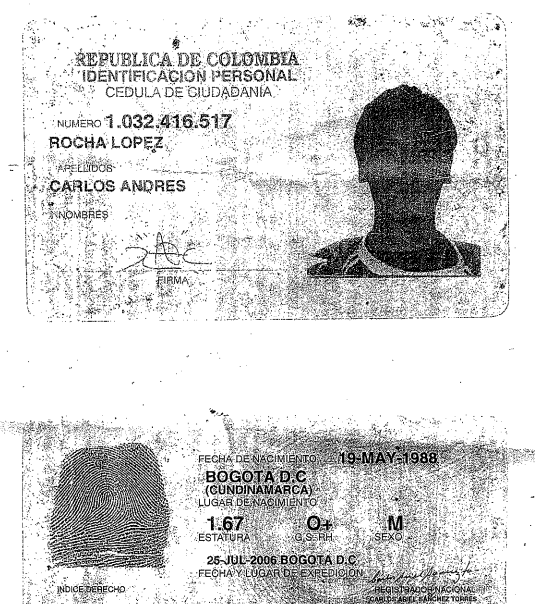 REPUBLICA DE COLOMBIA
IDENTIFICACION PERSONAL
CEDULA DE CIUDADANIA
NUMERO 1.032.416.517
ROCHA LOPEZ
APELLIDOS
CARLOS ANDRES
NOMBRES
FIRMA
FECHA DE NACIMIENTO 19-MAY-1988
BOGOTA D.C
(CUNDINAMARCA)
LUGAR DE NACIMIENTO
1.67 O+ M
ESTATURA G.S. RH SEXO
25-JUL-2006 BOGOTA D.C
FECHA Y LUGAR DE EXPEDICION
INDICE DERECHO
REGISTRADOR NACIONAL
CARLOS ARIEL SANCHEZ TORRES